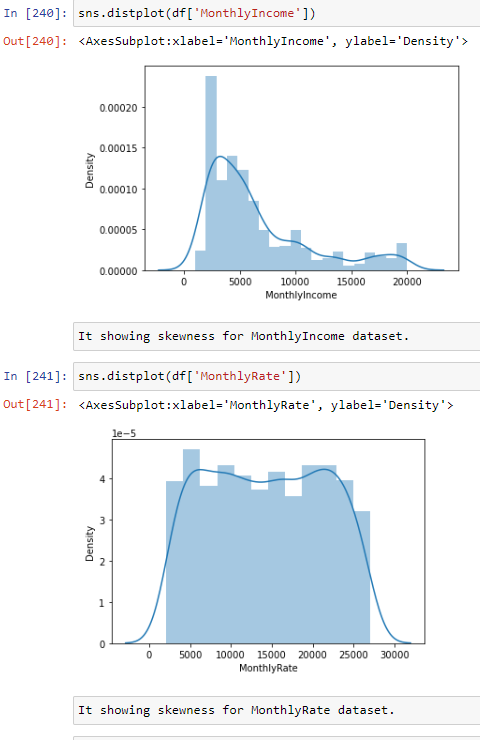 In [240]: sns.distplot(df['MonthlyIncome'])
Out[240]: <AxesSubplot:xlabel='MonthlyIncome', ylabel='Density'>
0.00020
0.00015
0.00010
0.00005
0.00000
Density
0 5000 10000 15000 20000
MonthlyIncome
It showing skewness for MonthlyIncome dataset.
In [241]: sns.distplot(df['MonthlyRate'])
Out[241]: <AxesSubplot:xlabel='MonthlyRate', ylabel='Density'>
1e-5
4
3
2
1
0
Density
0 5000 10000 15000 20000 25000 30000
MonthlyRate
It showing skewness for MonthlyRate dataset.